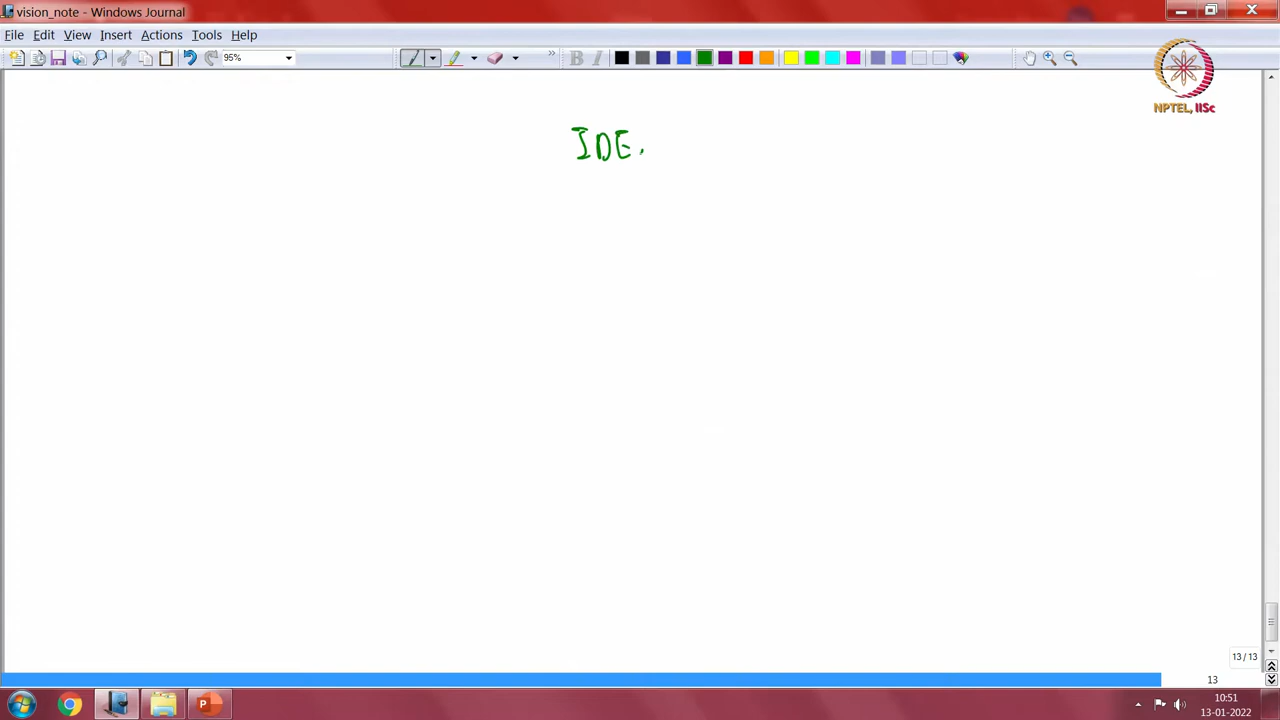 vision_note - Windows Journal
File Edit View Insert Actions Tools Help
95% » B I
NPTEL, IISc
IDE.
13 / 13
13
10:51
13-01-2022